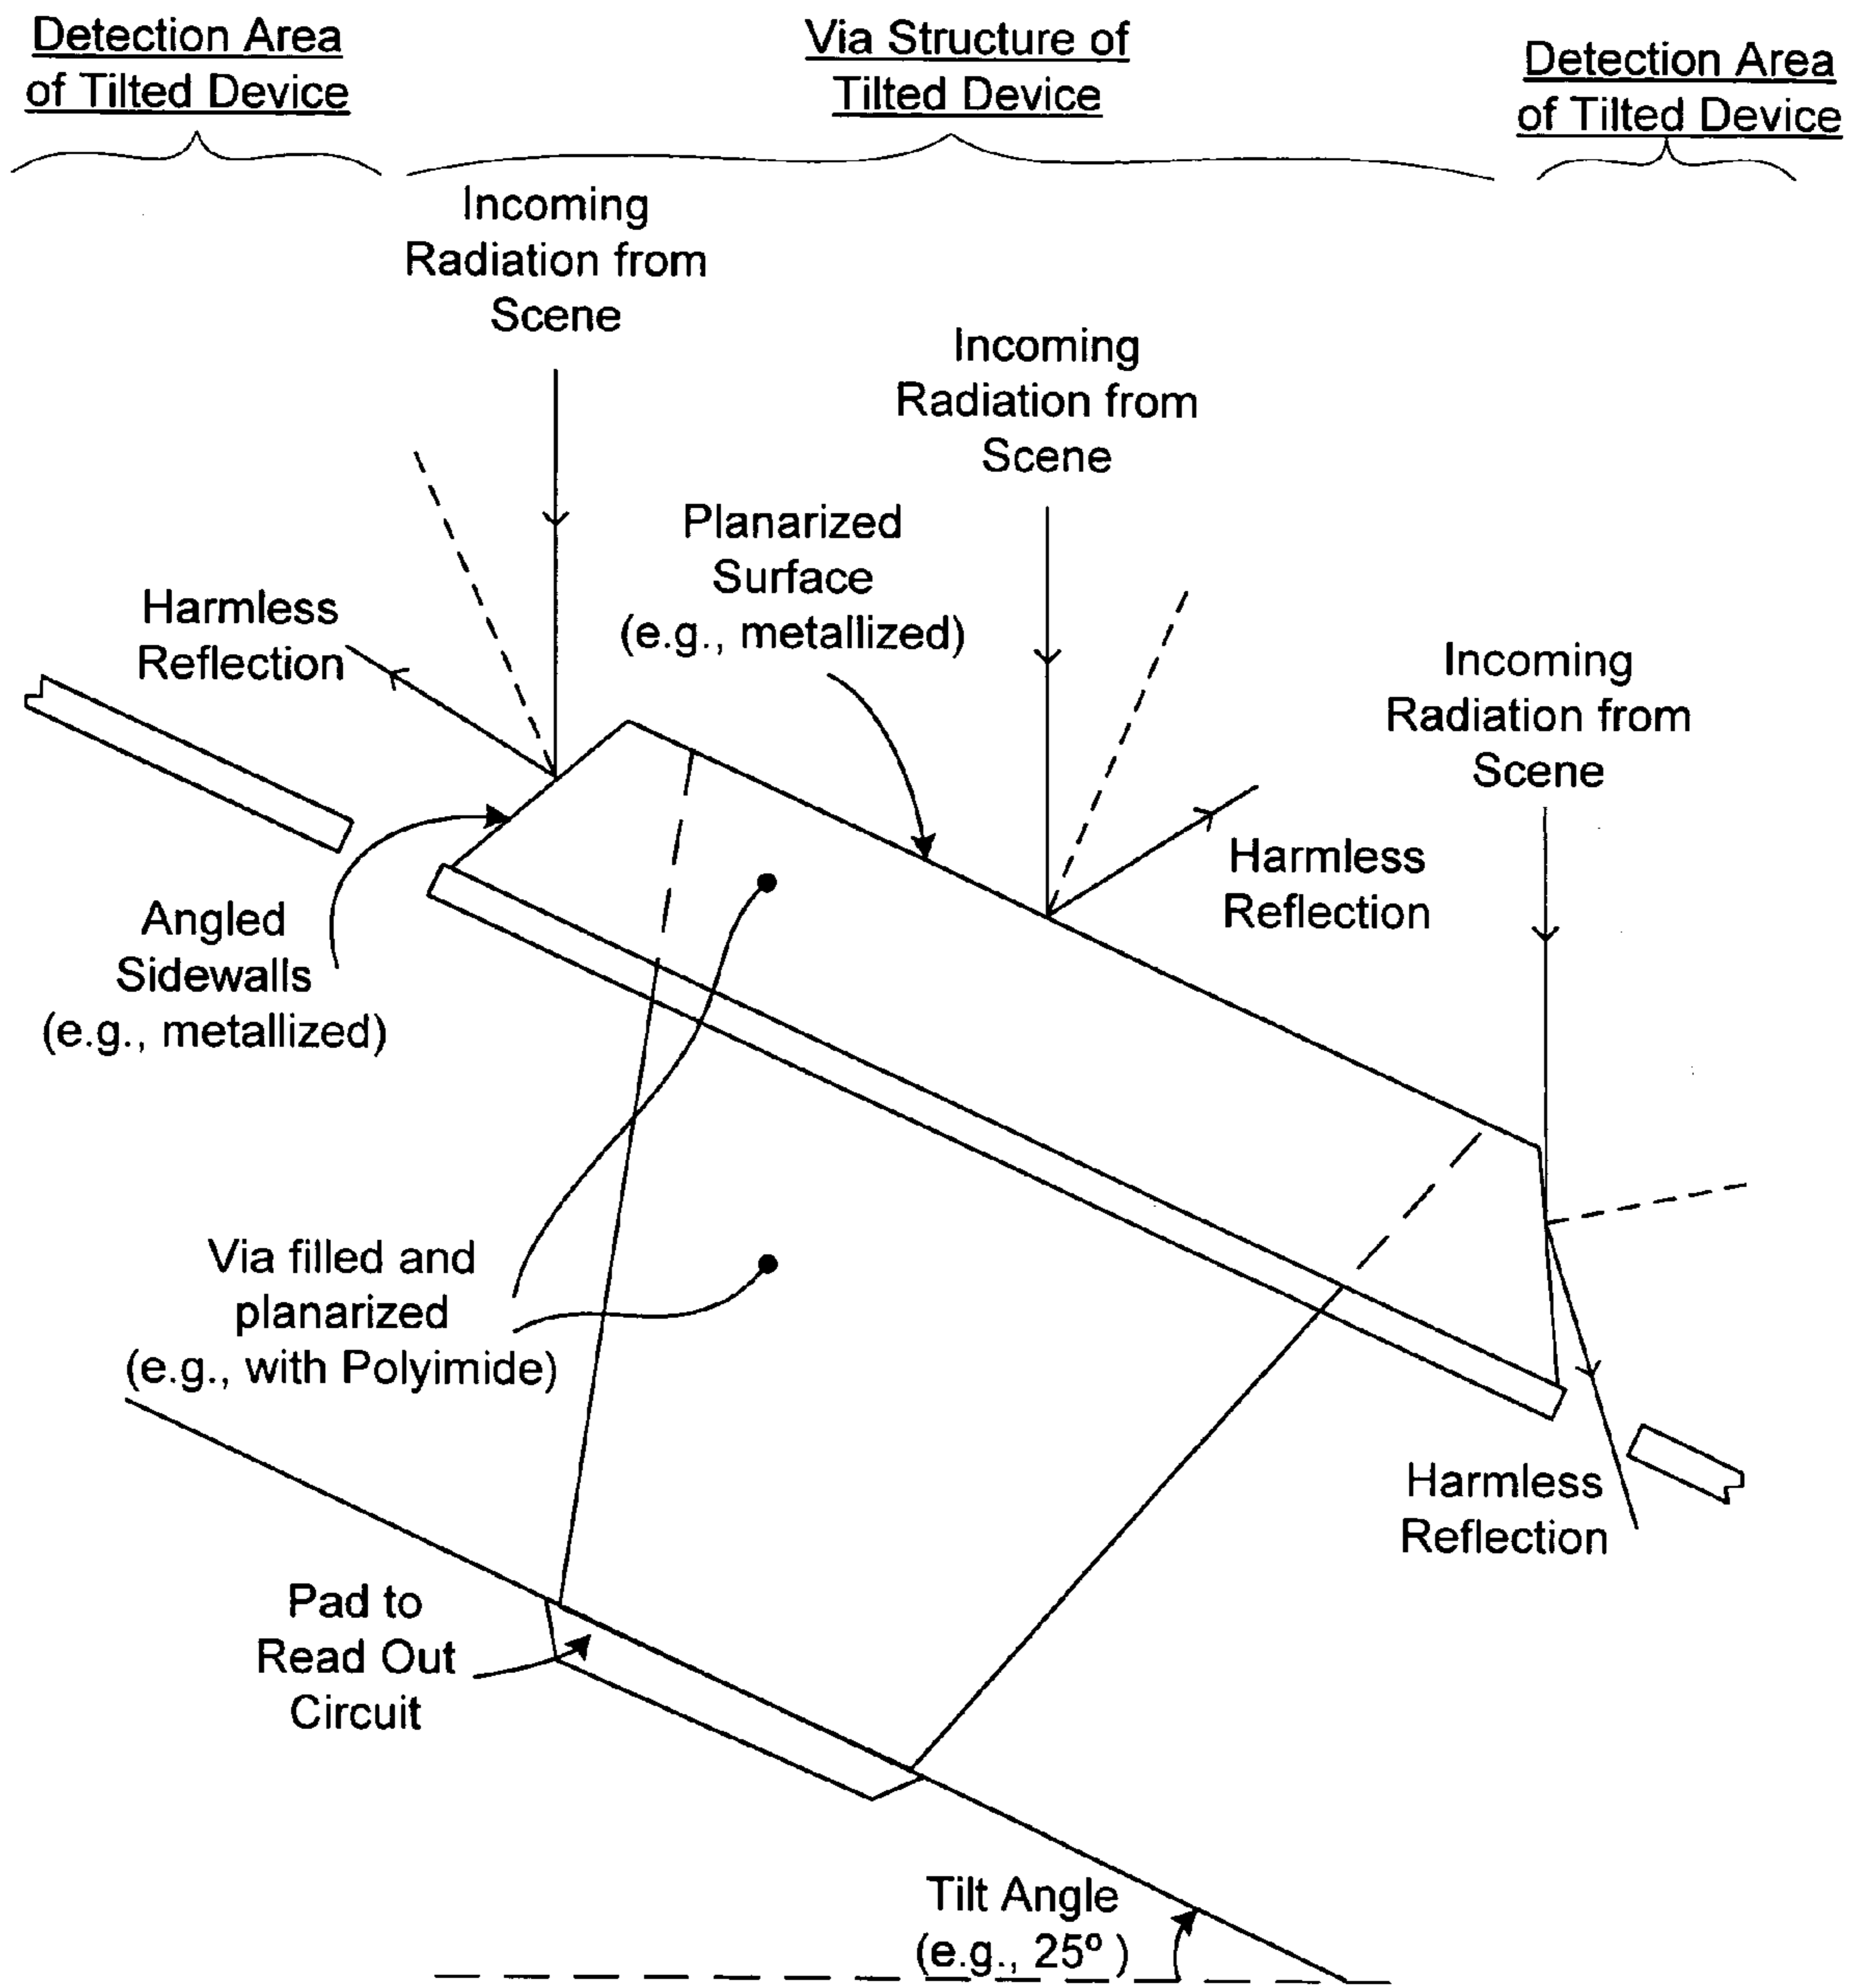 Detection Area
of Tilted Device
Via Structure of
Tilted Device
Detection Area
of Tilted Device
Incoming
Radiation from
Scene
Incoming
Radiation from
Scene
Planarized
Surface
(e.g., metallized)
Harmless
Reflection
Incoming
Radiation from
Scene
Harmless
Reflection
Angled
Sidewalls
(e.g., metallized)
Via filled and
planarized
(e.g., with Polyimide)
Harmless
Reflection
Pad to
Read Out
Circuit
Tilt Angle
(e.g., 25º )